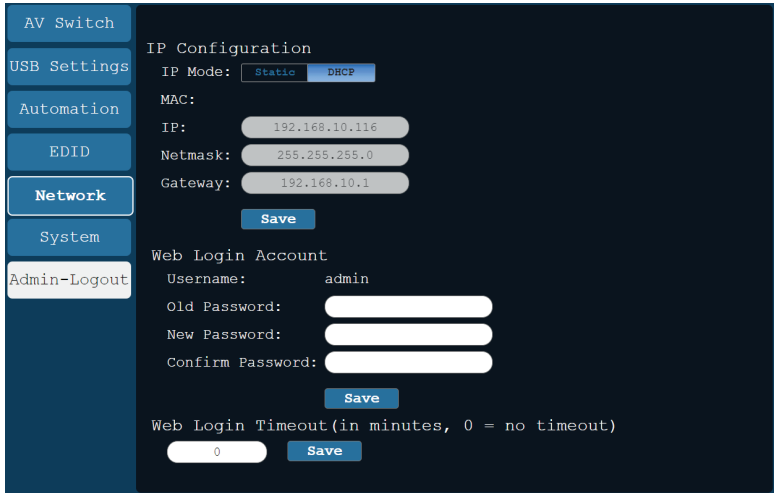 AV Switch
USB Settings
Automation
EDID
Network
System
Admin-Logout
IP Configuration
IP Mode: Static DHCP
MAC:
IP: 192.168.10.116
Netmask: 255.255.255.0
Gateway: 192.168.10.1
Save
Web Login Account
Username: admin
Old Password:
New Password:
Confirm Password:
Save
Web Login Timeout(in minutes, 0 = no timeout)
0 Save